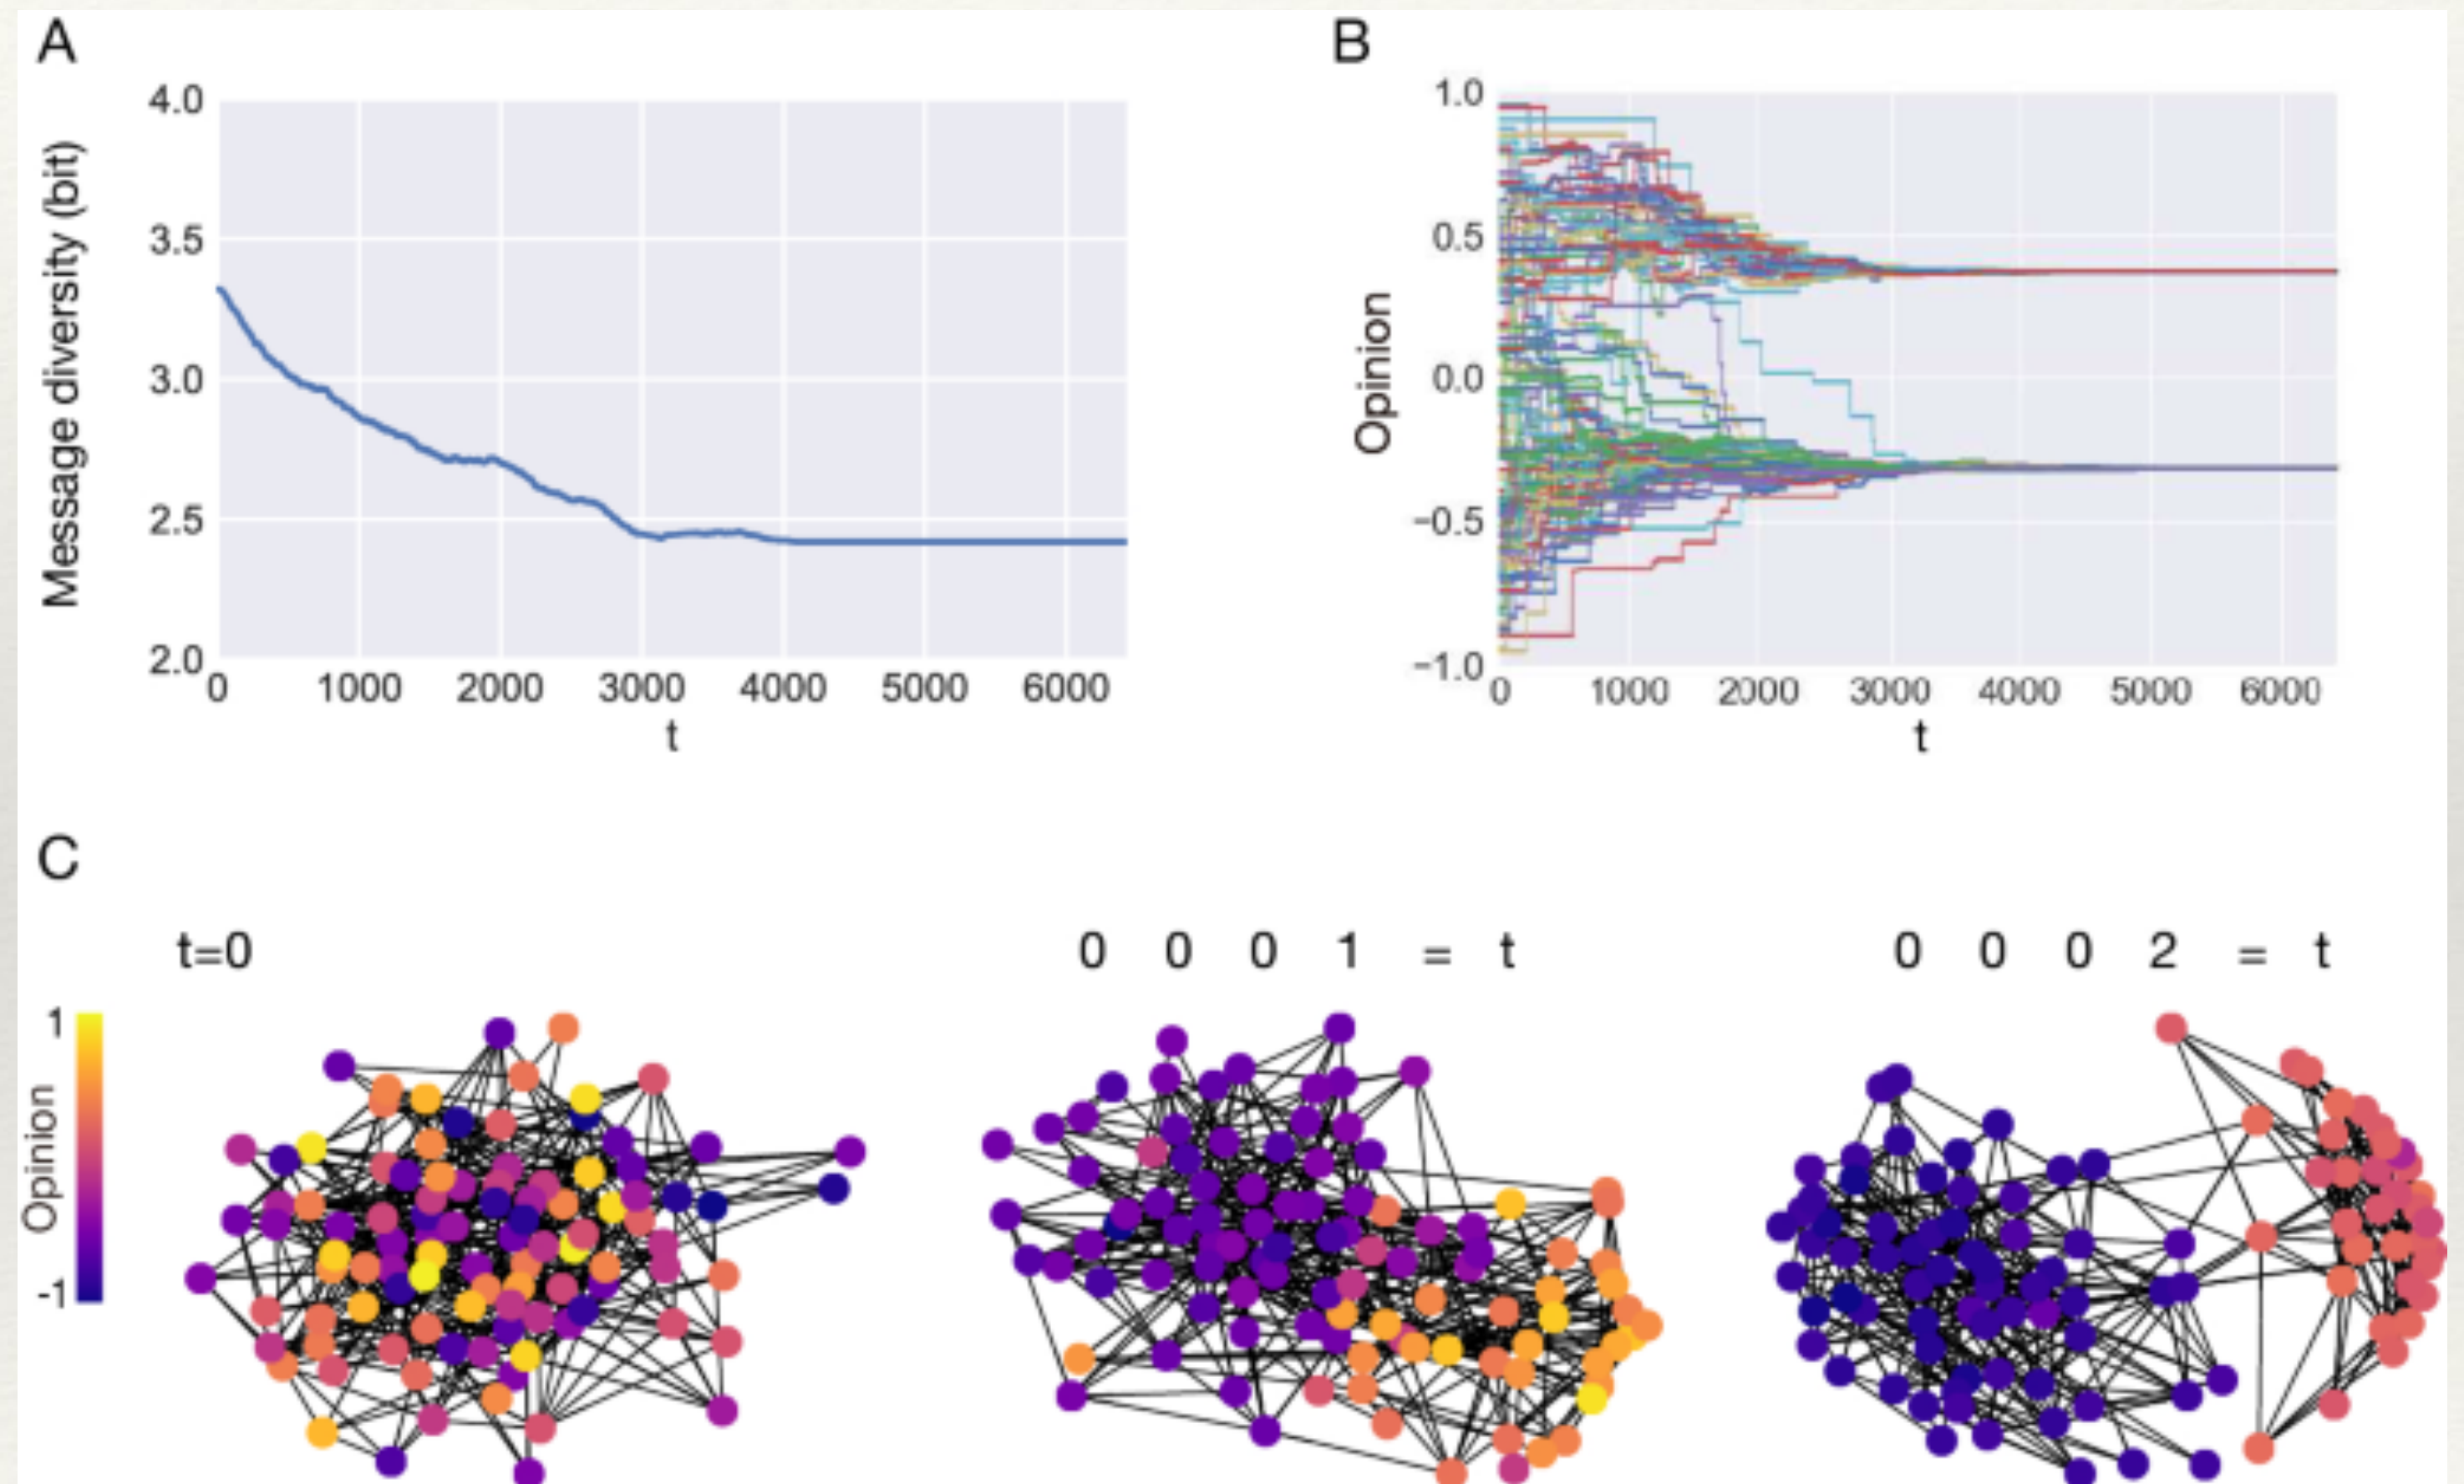 A
4.0
3.5
3.0
2.5
2.0
Message diversity (bit)
0 1000 2000 3000 4000 5000 6000
t
B
1.0
0.5
0.0
−0.5
−1.0
Opinion
0 1000 2000 3000 4000 5000 6000
t
C
t=0
0 0 0 1 = t
0 0 0 2 = t
1
Opinion
-1